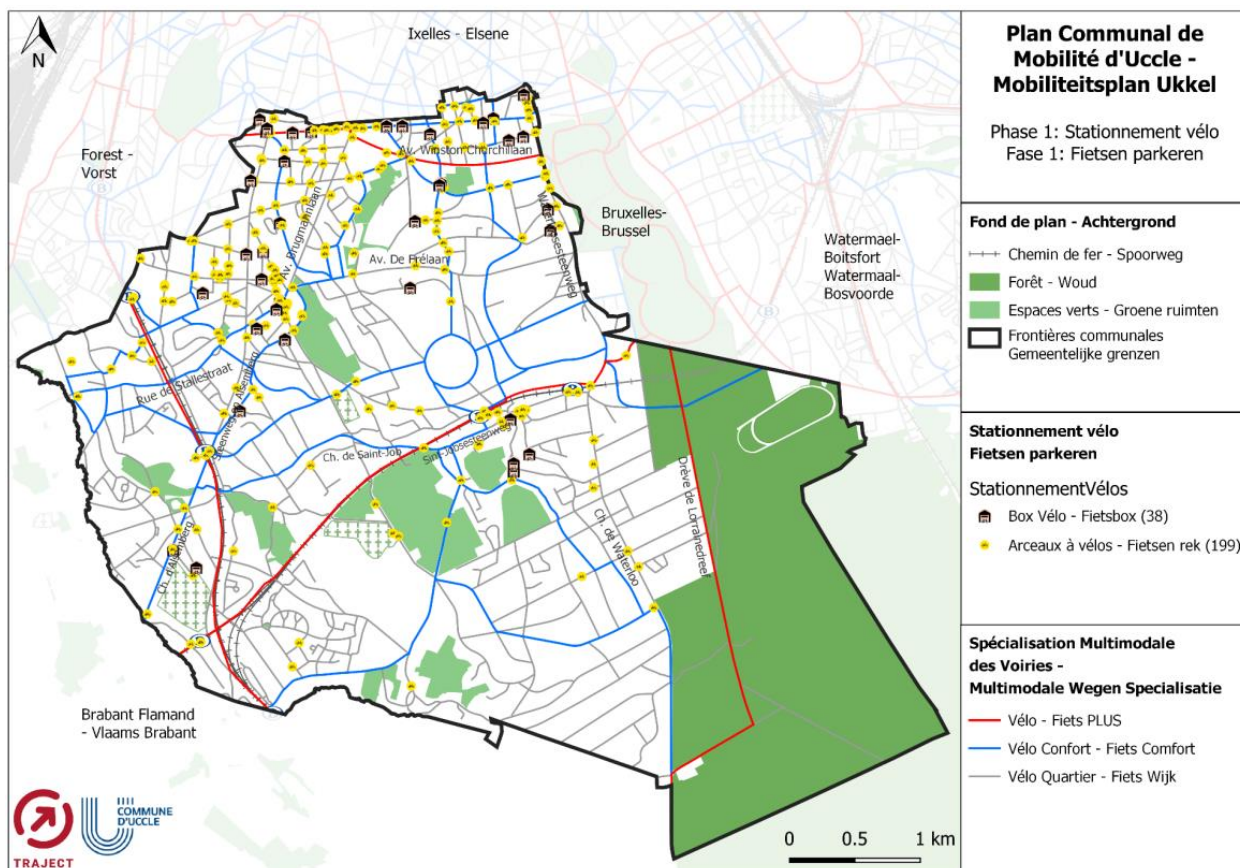 N
Ixelles - Elsene
Forest -
Vorst
Av. Winston Churchilllaan
Bruxelles-
Brussel
Watermael-
Boitsfort
Watermaal-
Bosvoorde
Av. Brugmannlaan
Av. De Frélaan
Rue de Stallestraat
Ch. de Saint-Job
Sint-Jobsesteenweg
Ch. d'Alsemberg
Ch. de Waterloo
Drève de Lorrainedreef
Brabant Flamand
- Vlaams Brabant
TRAJECT
COMMUNE
D'UCCLE
0 0.5 1 km
Plan Communal de
Mobilité d'Uccle -
Mobiliteitsplan Ukkel
Phase 1: Stationnement vélo
Fase 1: Fietsen parkeren
Fond de plan - Achtergrond
Chemin de fer - Spoorweg
Forêt - Woud
Espaces verts - Groene ruimten
Frontières communales
Gemeentelijke grenzen
Stationnement vélo
Fietsen parkeren
StationnementVélos
Box Vélo - Fietsbox (38)
Arceaux à vélos - Fietsen rek (199)
Spécialisation Multimodale
des Voiries -
Multimodale Wegen Specialisatie
Vélo - Fiets PLUS
Vélo Confort - Fiets Comfort
Vélo Quartier - Fiets Wijk